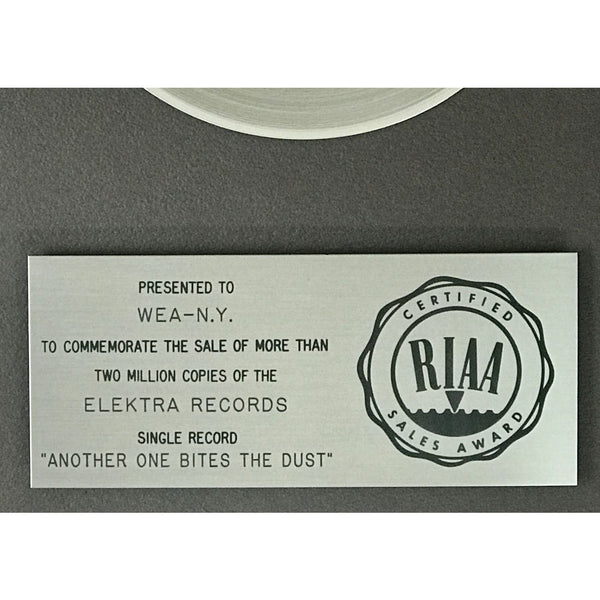 PRESENTED TO
WEA-N.Y.
TO COMMEMORATE THE SALE OF MORE THAN
TWO MILLION COPIES OF THE
ELEKTRA RECORDS
SINGLE RECORD
"ANOTHER ONE BITES THE DUST"
CERTIFIED
RIAA
SALES AWARD